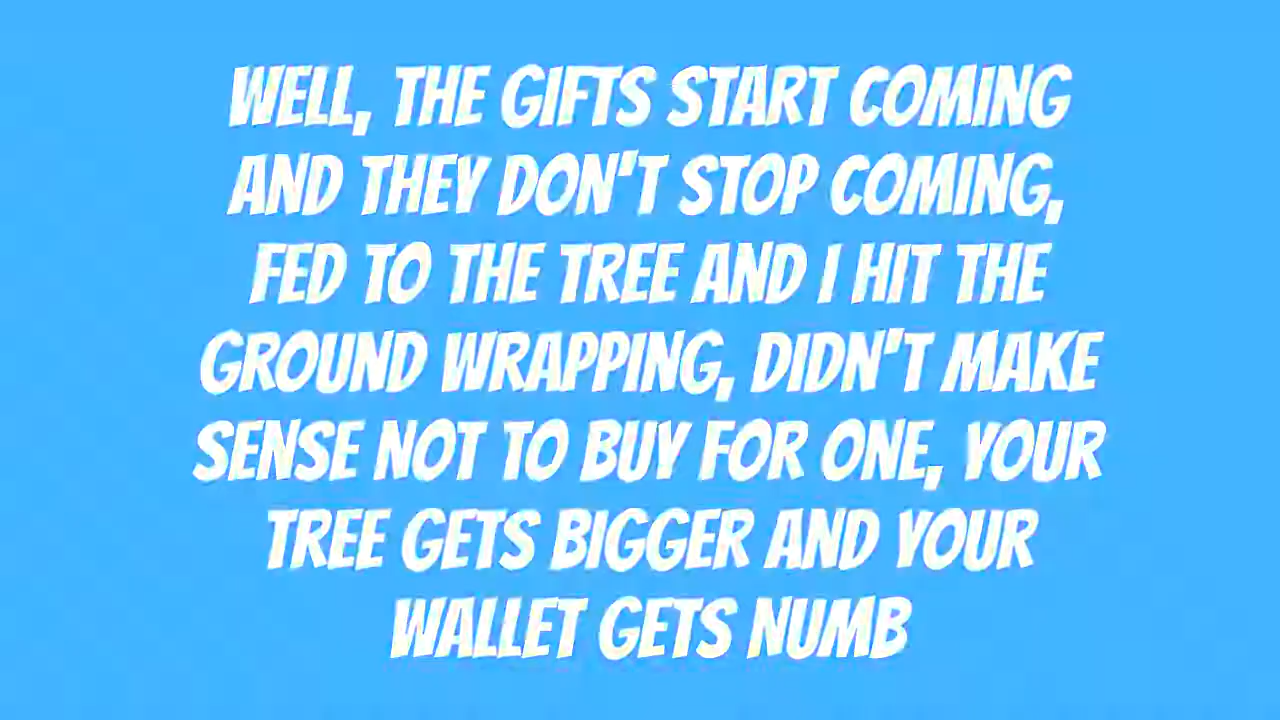 WELL, THE GIFTS START COMING
AND THEY DON'T STOP COMING,
FED TO THE TREE AND I HIT THE
GROUND WRAPPING, DIDN'T MAKE
SENSE NOT TO BUY FOR ONE, YOUR
TREE GETS BIGGER AND YOUR
WALLET GETS NUMB